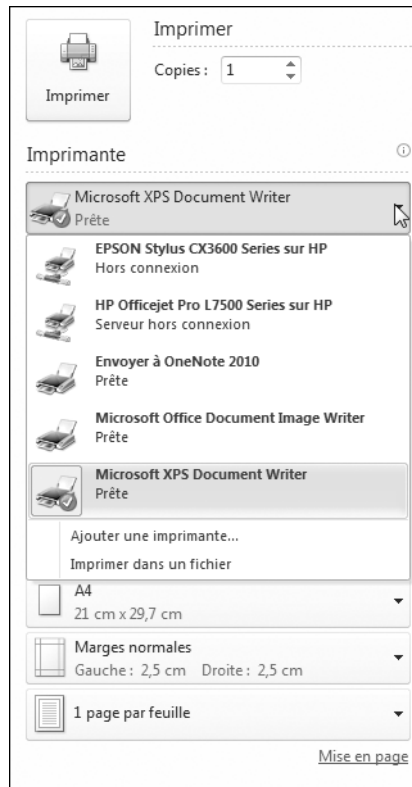 Imprimer
Copies : 1
Imprimer
Imprimante
Microsoft XPS Document Writer
Prête
EPSON Stylus CX3600 Series sur HP
Hors connexion
HP Officejet Pro L7500 Series sur HP
Serveur hors connexion
Envoyer à OneNote 2010
Prête
Microsoft Office Document Image Writer
Prête
Microsoft XPS Document Writer
Prête
Ajouter une imprimante...
Imprimer dans un fichier
A4
21 cm x 29,7 cm
Marges normales
Gauche : 2,5 cm Droite : 2,5 cm
1 page par feuille
Mise en page